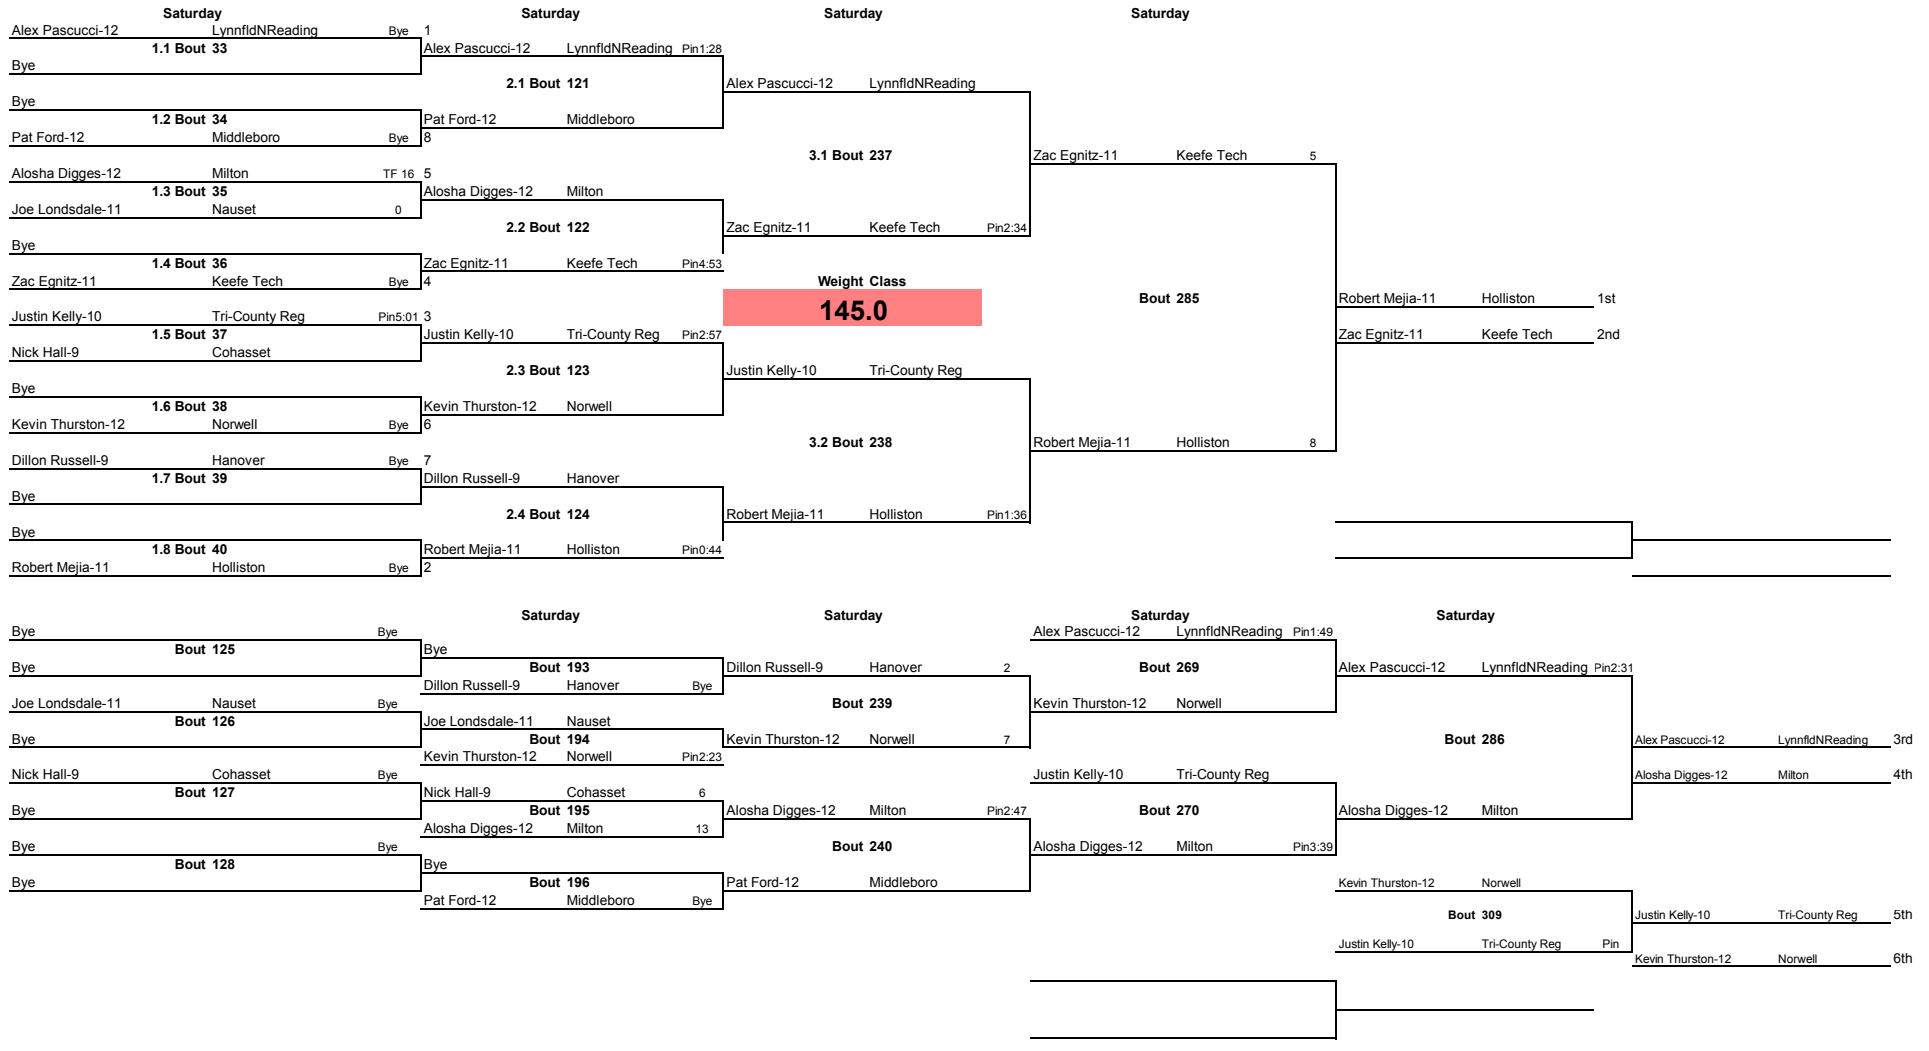 Saturday Saturday Saturday Saturday
Alex Pascucci-12 LynnfldNReading Bye 1
1.1 Bout 33 Alex Pascucci-12 LynnfldNReading Pin1:28
Bye
2.1 Bout 121 Alex Pascucci-12 LynnfldNReading
Bye
1.2 Bout 34 Pat Ford-12 Middleboro
Pat Ford-12 Middleboro Bye 8
3.1 Bout 237 Zac Egnitz-11 Keefe Tech 5
Alosha Digges-12 Milton TF 16 5
1.3 Bout 35 Alosha Digges-12 Milton
Joe Londsdale-11 Nauset 0
2.2 Bout 122 Zac Egnitz-11 Keefe Tech Pin2:34
Bye
1.4 Bout 36 Zac Egnitz-11 Keefe Tech Pin4:53
Zac Egnitz-11 Keefe Tech Bye 4 Weight Class
Bout 285 Robert Mejia-11 Holliston 1st
145.0
Justin Kelly-10 Tri-County Reg Pin5:01 3
1.5 Bout 37 Justin Kelly-10 Tri-County Reg Pin2:57 Zac Egnitz-11 Keefe Tech 2nd
Nick Hall-9 Cohasset
2.3 Bout 123 Justin Kelly-10 Tri-County Reg
Bye
1.6 Bout 38 Kevin Thurston-12 Norwell
Kevin Thurston-12 Norwell Bye 6
3.2 Bout 238 Robert Mejia-11 Holliston 8
Dillon Russell-9 Hanover Bye 7
1.7 Bout 39 Dillon Russell-9 Hanover
Bye
2.4 Bout 124 Robert Mejia-11 Holliston Pin1:36
Bye
1.8 Bout 40 Robert Mejia-11 Holliston Pin0:44
Robert Mejia-11 Holliston Bye 2
Saturday Saturday Saturday Saturday
Bye Bye Alex Pascucci-12 LynnfldNReading Pin1:49
Bout 125 Bye
Bye Bout 193 Dillon Russell-9 Hanover 2 Bout 269 Alex Pascucci-12 LynnfldNReading Pin2:31
Dillon Russell-9 Hanover Bye
Joe Londsdale-11 Nauset Bye Bout 239 Kevin Thurston-12 Norwell
Bout 126 Joe Londsdale-11 Nauset
Bye Bout 194 Kevin Thurston-12 Norwell 7 Bout 286 Alex Pascucci-12 LynnfldNReading 3rd
Kevin Thurston-12 Norwell Pin2:23
Nick Hall-9 Cohasset Bye Justin Kelly-10 Tri-County Reg Alosha Digges-12 Milton 4th
Bout 127 Nick Hall-9 Cohasset 6
Bye Bout 195 Alosha Digges-12 Milton Pin2:47 Bout 270 Alosha Digges-12 Milton
Alosha Digges-12 Milton 13
Bye Bye Bout 240 Alosha Digges-12 Milton Pin3:39
Bout 128 Bye
Bye Bout 196 Pat Ford-12 Middleboro Kevin Thurston-12 Norwell
Pat Ford-12 Middleboro Bye
Bout 309 Justin Kelly-10 Tri-County Reg 5th
Justin Kelly-10 Tri-County Reg Pin
Kevin Thurston-12 Norwell 6th